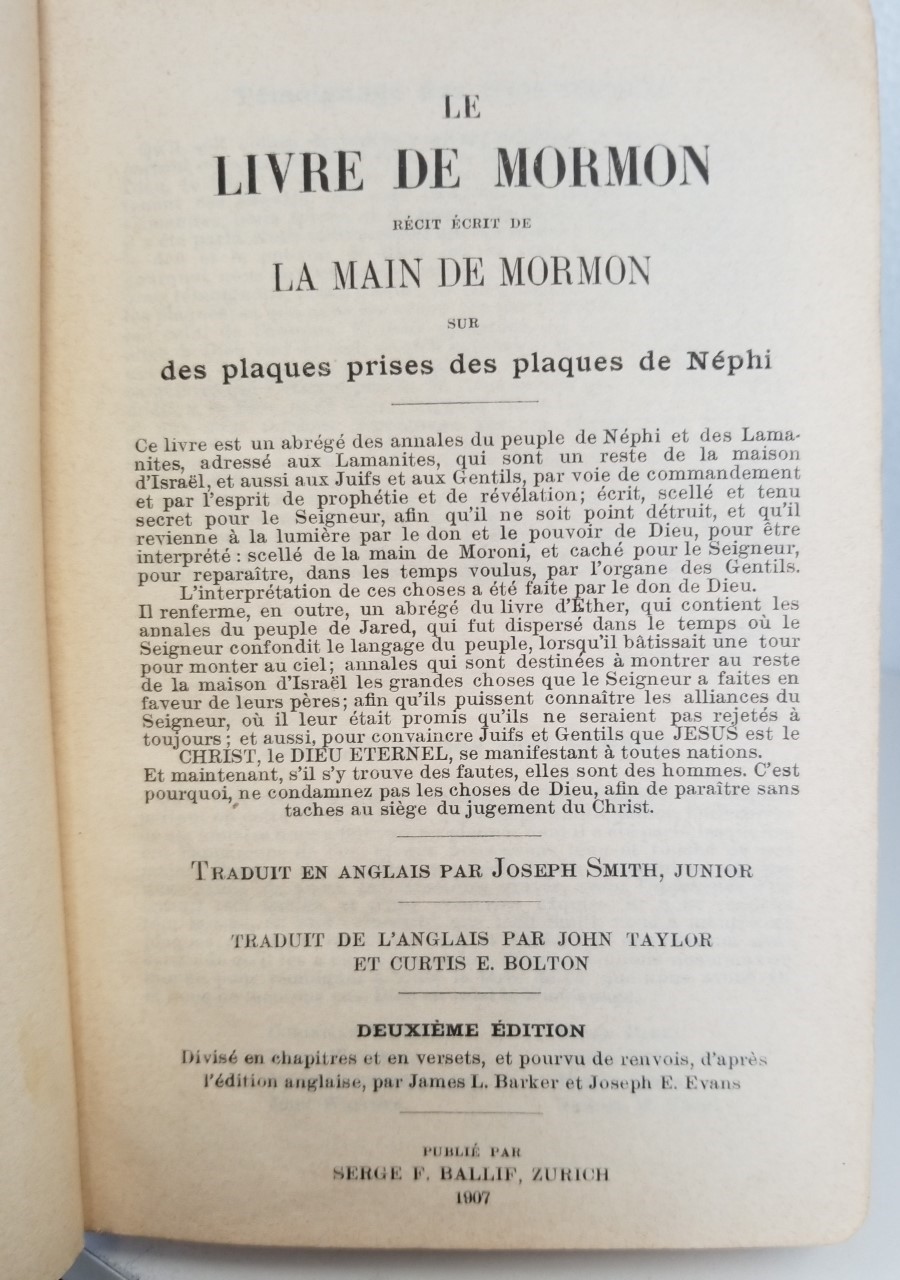 LE
LIVRE DE MORMON
RÉCIT ÉCRIT DE
LA MAIN DE MORMON
SUR
des plaques prises des plaques de Néphi
Ce livre est un abrégé des annales du peuple de Néphi et des Lama-
nites, adressé aux Lamanites, qui sont un reste de la maison
d'Israël, et aussi aux Juifs et aux Gentils, par voie de commandement
et par l'esprit de prophétie et de révélation; écrit, scellé et tenu
secret pour le Seigneur, afin qu'il ne soit point détruit, et qu'il
revienne à la lumière par le don et le pouvoir de Dieu, pour être
interprété: scellé de la main de Moroni, et caché pour le Seigneur,
pour reparaître, dans les temps voulus, par l'organe des Gentils.
L'interprétation de ces choses a été faite par le don de Dieu.
Il renferme, en outre, un abrégé du livre d'Éther, qui contient les
annales du peuple de Jared, qui fut dispersé dans le temps où le
Seigneur confondit le langage du peuple, lorsqu'il bâtissait une tour
pour monter au ciel; annales qui sont destinées à montrer au reste
de la maison d'Israël les grandes choses que le Seigneur a faites en
faveur de leurs pères; afin qu'ils puissent connaître les alliances du
Seigneur, où il leur était promis qu'ils ne seraient pas rejetés à
toujours; et aussi, pour convaincre Juifs et Gentils que JESUS est le
CHRIST, le DIEU ETERNEL, se manifestant à toutes nations.
Et maintenant, s'il s'y trouve des fautes, elles sont des hommes. C'est
pourquoi, ne condamnez pas les choses de Dieu, afin de paraître sans
taches au siège du jugement du Christ.
TRADUIT EN ANGLAIS PAR JOSEPH SMITH, JUNIOR
TRADUIT DE L'ANGLAIS PAR JOHN TAYLOR
ET CURTIS E. BOLTON
DEUXIÈME ÉDITION
Divisé en chapitres et en versets, et pourvu de renvois, d'après
l'édition anglaise, par James L. Barker et Joseph E. Evans
PUBLIÉ PAR
SERGE F. BALLIF, ZURICH
1907